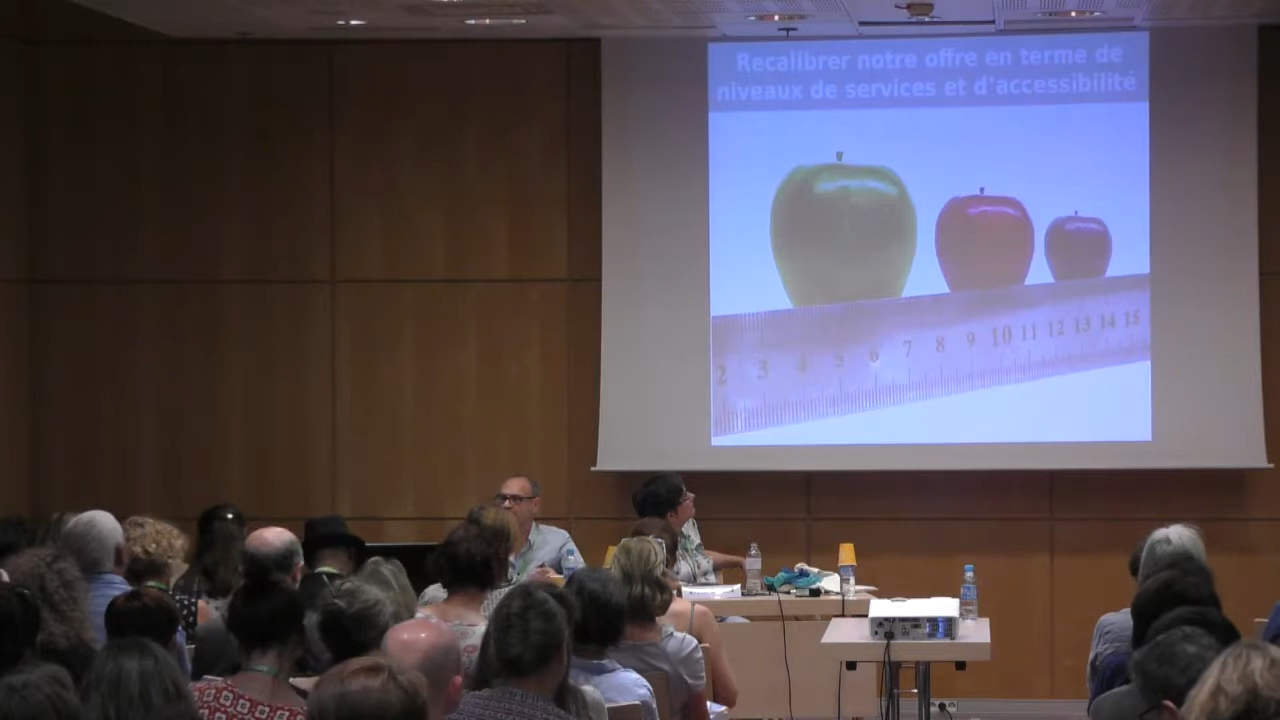 Recalibrer notre offre en terme de
niveaux de services et d'accessibilité
2 3 4 5 6 7 8 9 10 11 12 13 14 15